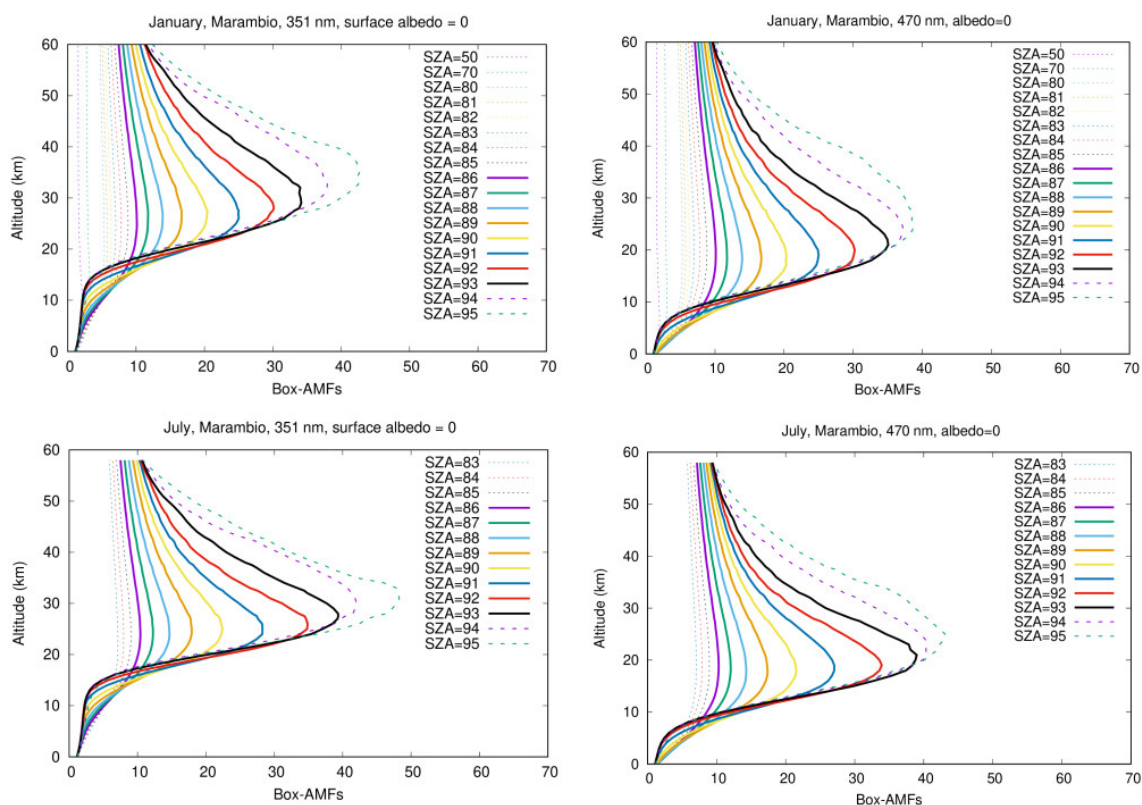 January, Marambio, 351 nm, surface albedo = 0
60
50
40
30
20
10
0
Altitude (km)
SZA=50
SZA=70
SZA=80
SZA=81
SZA=82
SZA=83
SZA=84
SZA=85
SZA=86
SZA=87
SZA=88
SZA=89
SZA=90
SZA=91
SZA=92
SZA=93
SZA=94
SZA=95
0 10 20 30 40 50 60 70
Box-AMFs
January, Marambio, 470 nm, albedo=0
60
50
40
30
20
10
0
Altitude (km)
SZA=50
SZA=70
SZA=80
SZA=81
SZA=82
SZA=83
SZA=84
SZA=85
SZA=86
SZA=87
SZA=88
SZA=89
SZA=90
SZA=91
SZA=92
SZA=93
SZA=94
SZA=95
0 10 20 30 40 50 60 70
Box-AMFs
July, Marambio, 351 nm, surface albedo = 0
60
50
40
30
20
10
0
Altitude (km)
SZA=83
SZA=84
SZA=85
SZA=86
SZA=87
SZA=88
SZA=89
SZA=90
SZA=91
SZA=92
SZA=93
SZA=94
SZA=95
0 10 20 30 40 50 60 70
Box-AMFs
July, Marambio, 470 nm, albedo=0
60
50
40
30
20
10
0
Altitude (km)
SZA=83
SZA=84
SZA=85
SZA=86
SZA=87
SZA=88
SZA=89
SZA=90
SZA=91
SZA=92
SZA=93
SZA=94
SZA=95
0 10 20 30 40 50 60 70
Box-AMFs